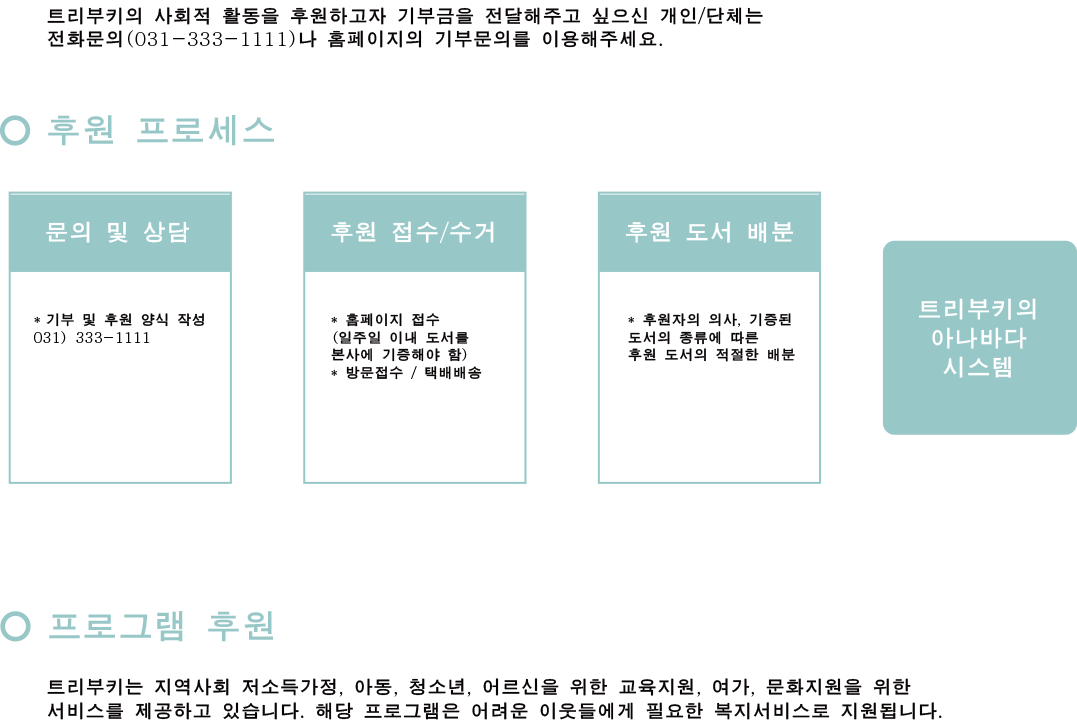 트리부키의 사회적 활동을 후원하고자 기부금을 전달해주고 싶으신 개인/단체는
전화문의(031-333-1111)나 홈페이지의 기부문의를 이용해주세요.
후원 프로세스
문의 및 상담
* 기부 및 후원 양식 작성
031) 333-1111
후원 접수/수거
* 홈페이지 접수
(일주일 이내 도서를
본사에 기증해야 함)
* 방문접수 / 택배배송
후원 도서 배분
* 후원자의 의사, 기증된
도서의 종류에 따른
후원 도서의 적절한 배분
트리부키의
아나바다
시스템
프로그램 후원
트리부키는 지역사회 저소득가정, 아동, 청소년, 어르신을 위한 교육지원, 여가, 문화지원을 위한
서비스를 제공하고 있습니다. 해당 프로그램은 어려운 이웃들에게 필요한 복지서비스로 지원됩니다.